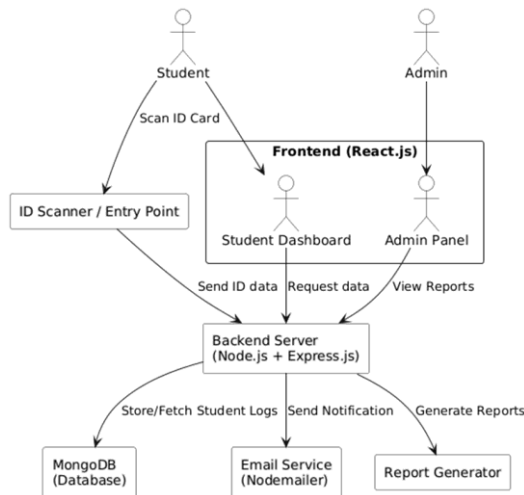 Student
Admin
Scan ID Card
Frontend (React.js)
ID Scanner / Entry Point
Student Dashboard
Admin Panel
Send ID data
Request data
View Reports
Backend Server
(Node.js + Express.js)
Store/Fetch Student Logs
Send Notification
Generate Reports
MongoDB
(Database)
Email Service
(Nodemailer)
Report Generator